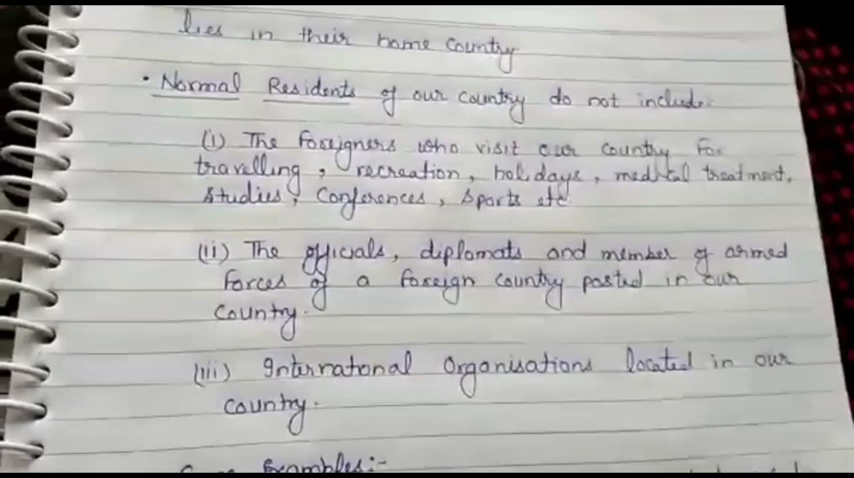 lies in their home country
• Normal Residents of our country do not include:
(i) The foreigners who visit our country for
travelling, recreation, holidays, medical treatment,
studies, conferences, sports etc
(ii) The officials, diplomats and member of armed
forces of a foreign country posted in our
country.
(iii) International Organisations located in our
country.
Examples:-